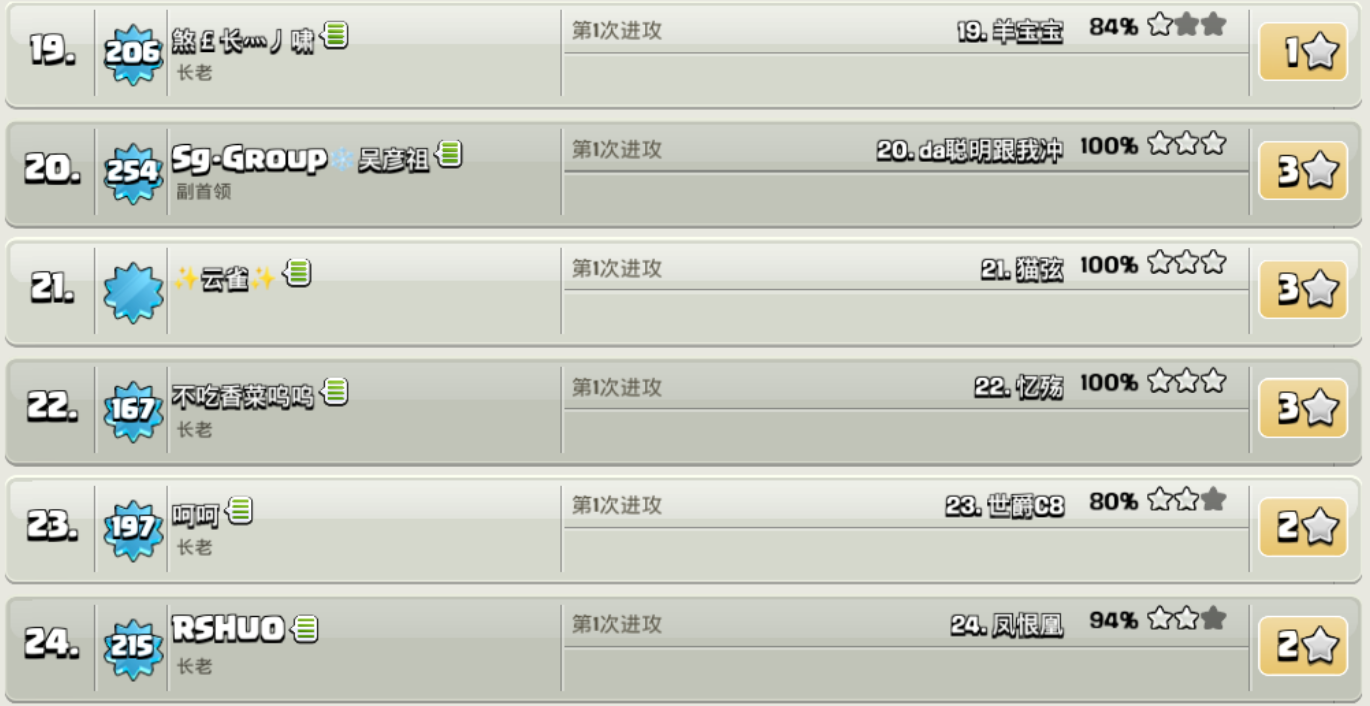 19. 206 煞￡长灬丿啸 第1次进攻 19. 羊宝宝 84% 1
长老
20. 254 Sg-Group❄吴彦祖 第1次进攻 20. da聪明跟我冲 100% 3
副首领
21. ✨云雀✨ 第1次进攻 21. 猫弦 100% 3
22. 167 不吃香菜呜呜 第1次进攻 22. 忆殇 100% 3
长老
23. 197 呵呵 第1次进攻 23. 世爵C8 80% 2
长老
24. 215 RSHUO 第1次进攻 24. 凤恨凰 94% 2
长老